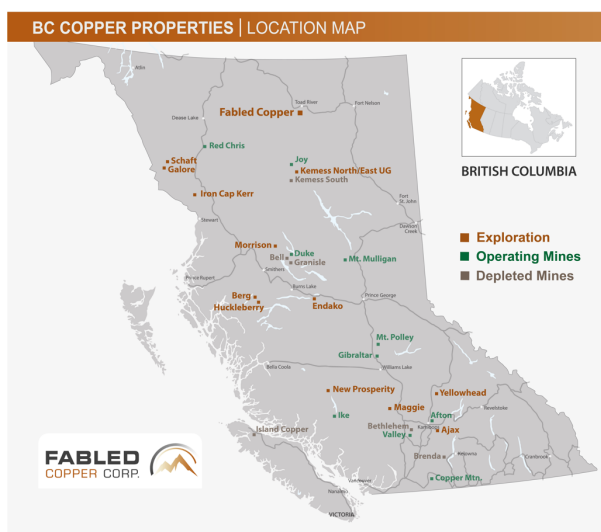 BC COPPER PROPERTIES | LOCATION MAP
Atlin
Toad River
Fort Nelson
Fabled Copper
Dease Lake
Red Chris
Joy
Schaft
Galore
Kemess North/East UG
Kemess South
BRITISH COLUMBIA
Iron Cap Kerr
Fort
St. John
Stewart
Dawson
Creek
Exploration
Operating Mines
Depleted Mines
Morrison
Duke
Bell
Granisle
Mt. Mulligan
Smithers
Prince Rupert
Burns Lake
Berg
Huckleberry
Endako
Prince George
Mt. Polley
Gibraltar
Bella Coola
Williams Lake
New Prosperity
Yellowhead
Maggie
Revelstoke
Ike
Afton
Island Copper
Bethlehem
Kamloops
Ajax
Valley
FABLED
COPPER CORP.
Brenda
Kelowna
Cranbrook
Vancouver
Copper Mtn.
Nanaimo
VICTORIA